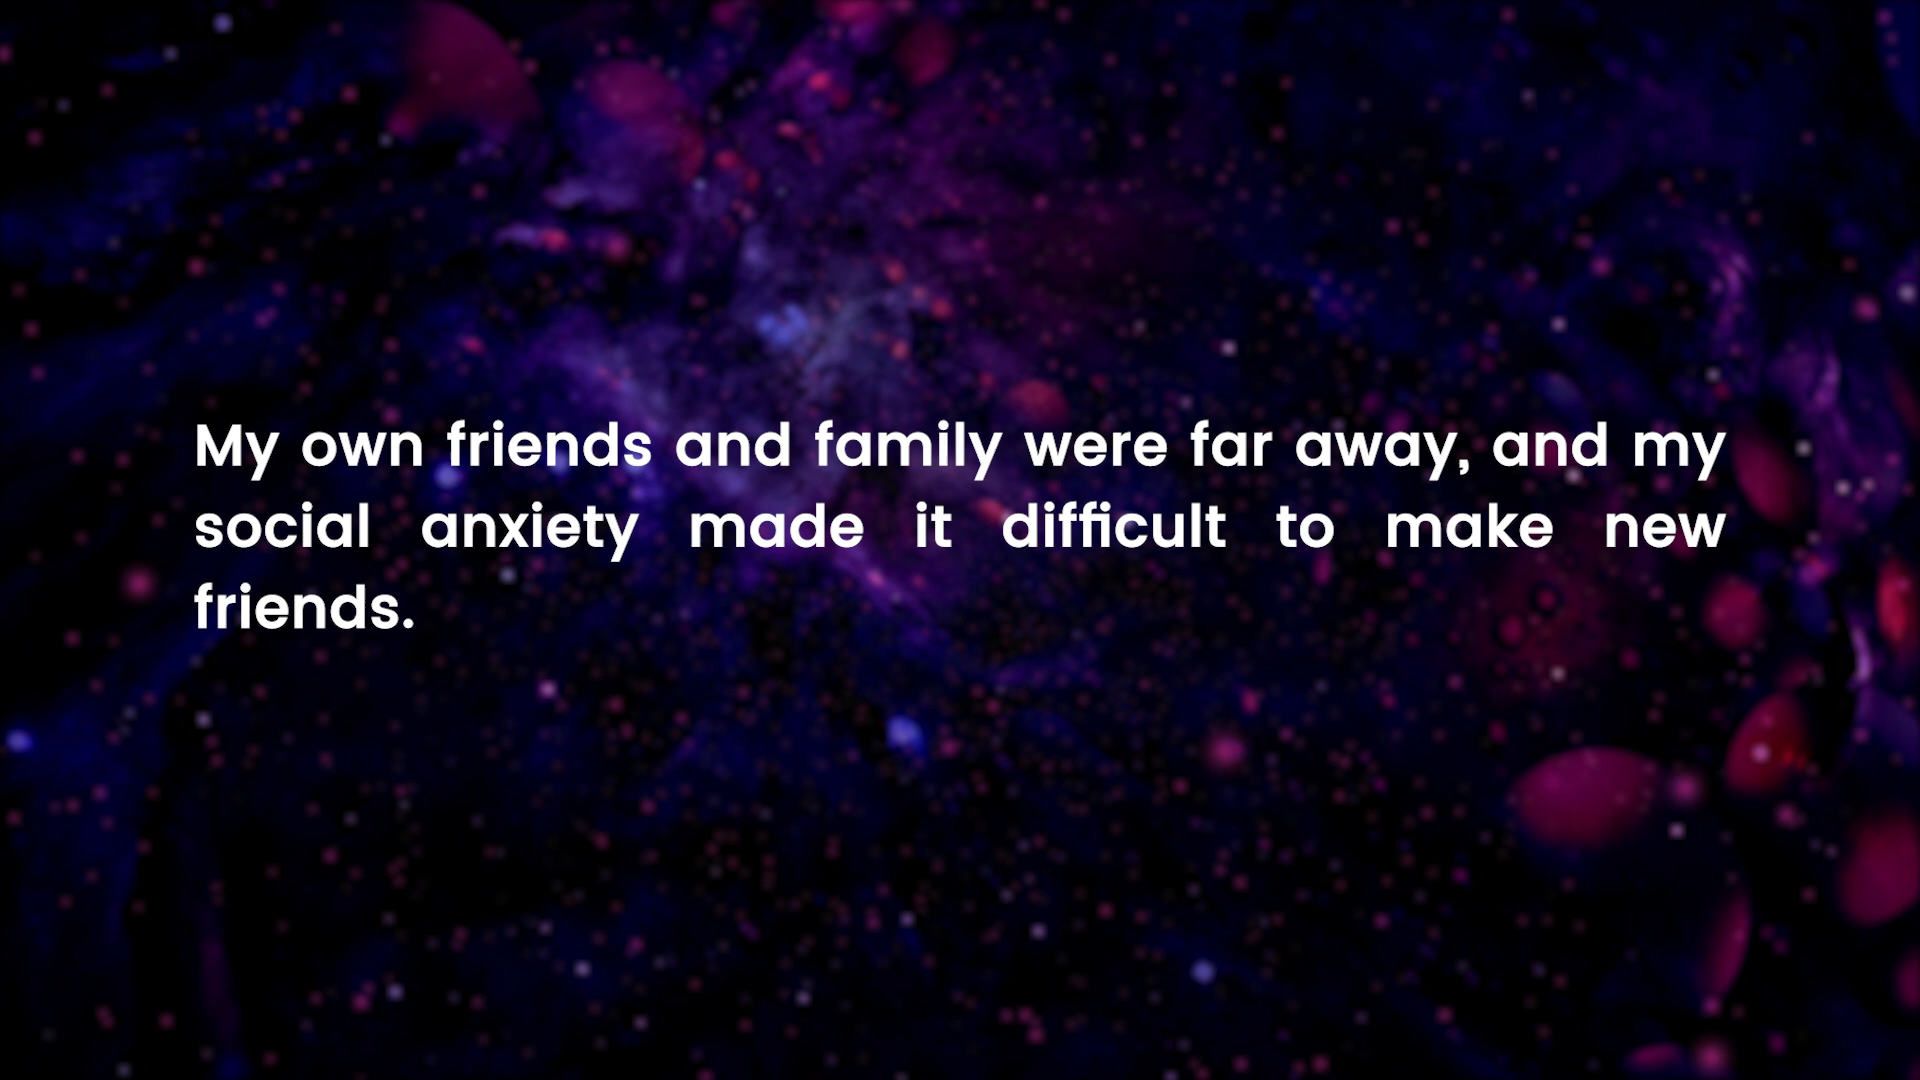 My own friends and family were far away, and my
social anxiety made it difficult to make new
friends.